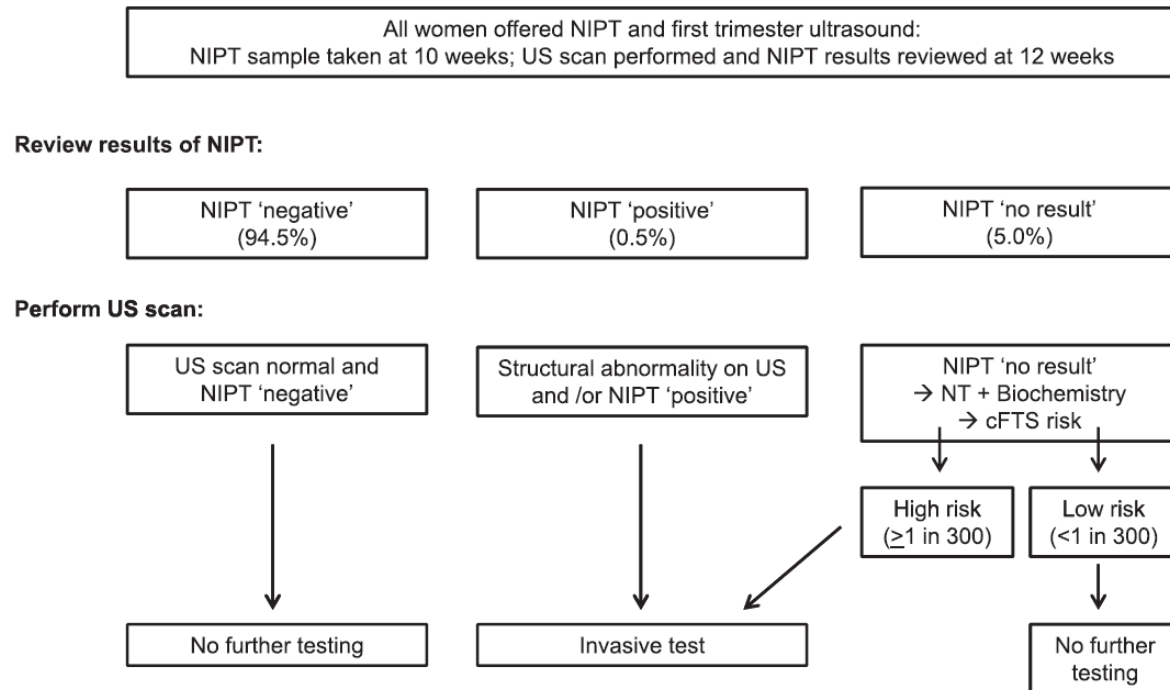 All women offered NIPT and first trimester ultrasound:
NIPT sample taken at 10 weeks; US scan performed and NIPT results reviewed at 12 weeks
Review results of NIPT:
NIPT ‘negative’
(94.5%)
NIPT ‘positive’
(0.5%)
NIPT ‘no result’
(5.0%)
Perform US scan:
US scan normal and
NIPT ‘negative’
Structural abnormality on US
and /or NIPT ‘positive’
NIPT ‘no result’
→ NT + Biochemistry
→ cFTS risk
High risk
(≥1 in 300)
Low risk
(<1 in 300)
No further testing
Invasive test
No further
testing